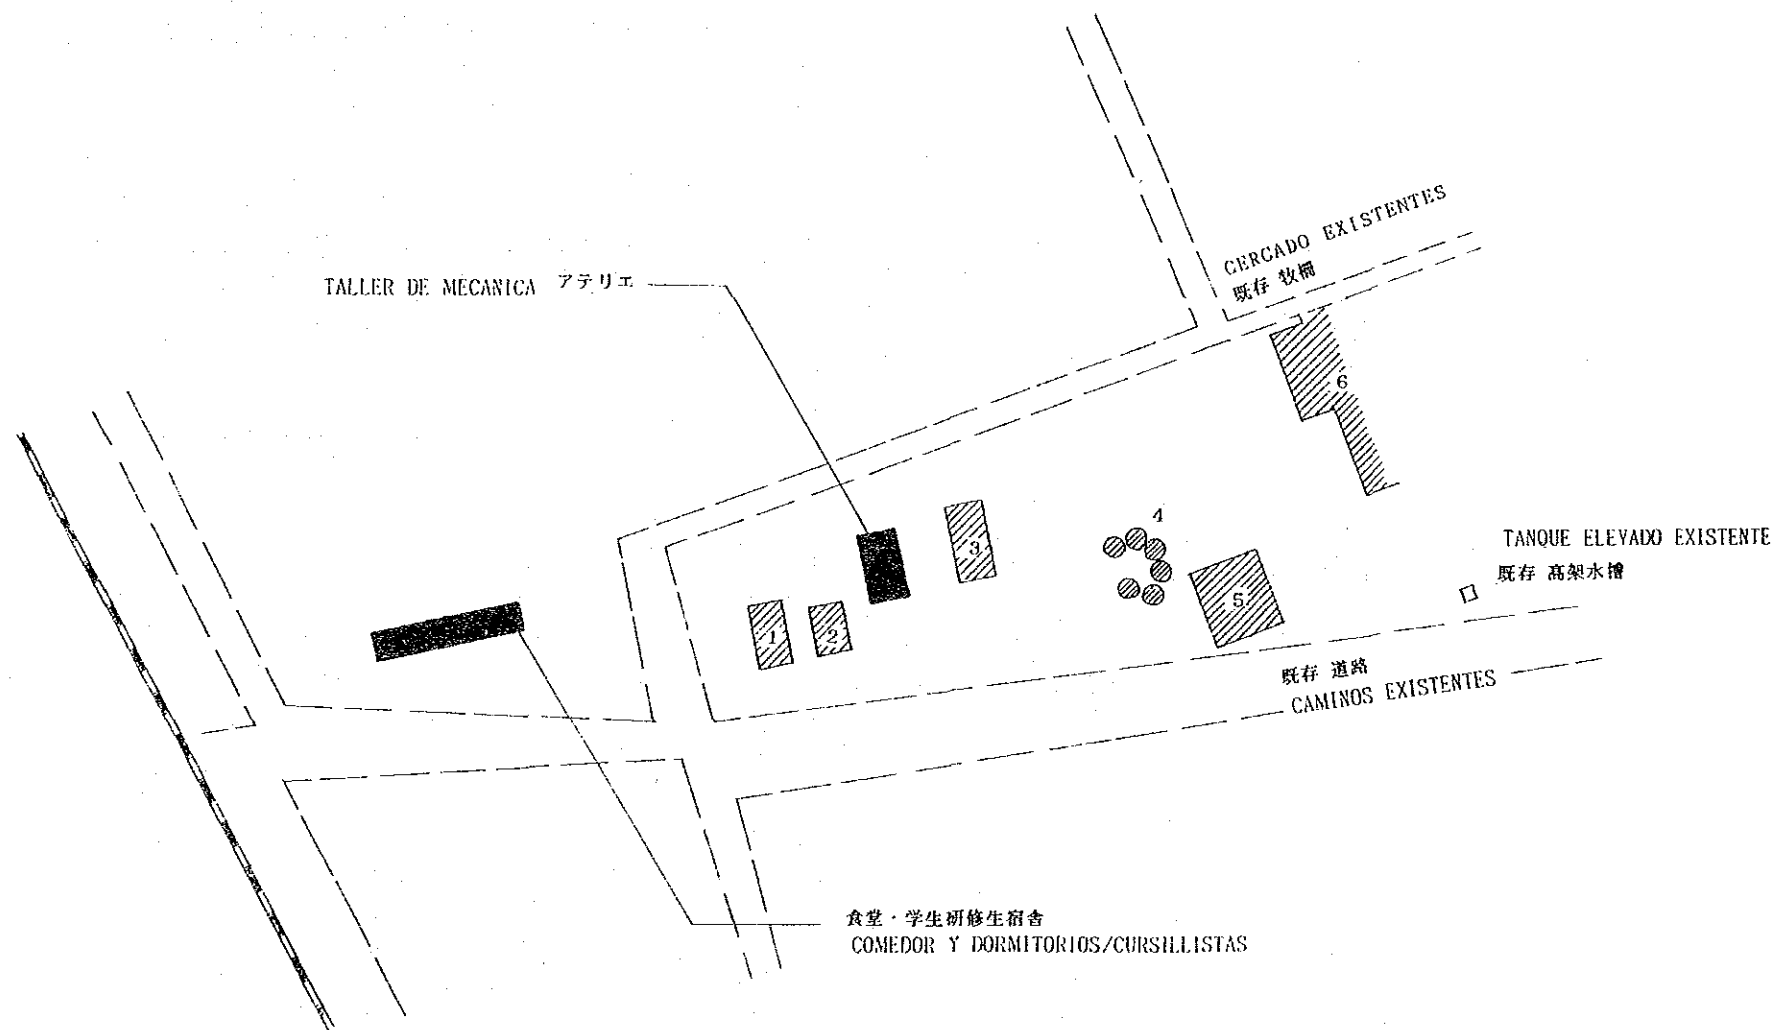 CERCADO EXISTENTES
既存 牧柵
TALLER DE MECANICA アテリエ
6
4
3
TANQUE ELEVADO EXISTENTE
既存 高架水槽
5
1
2
既存 道路
CAMINOS EXISTENTES
食堂・学生研修生宿舎
COMEDOR Y DORMITORIOS/CURSILLISTAS